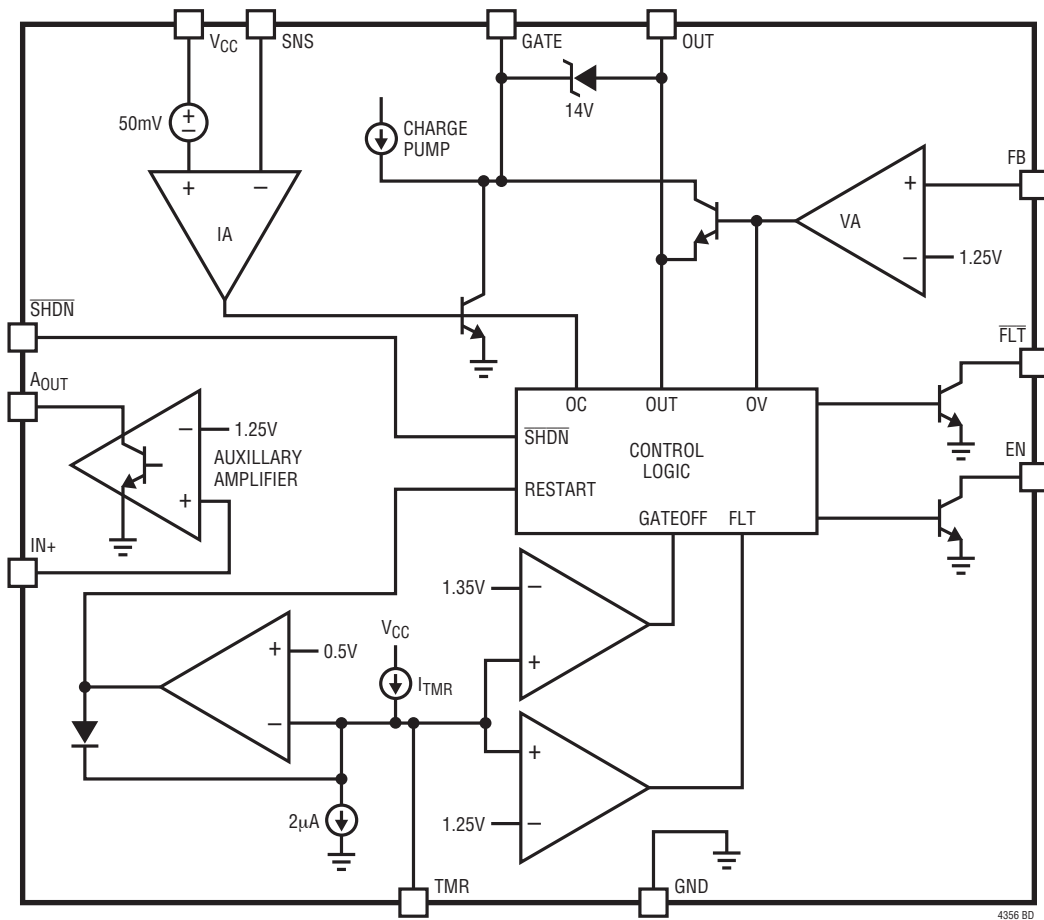 VCC
SNS
GATE
OUT
14V
50mV
+
−
CHARGE
PUMP
+
−
IA
FB
+
VA
−
1.25V
SHDN
FLT
AOUT
−
1.25V
AUXILLARY
AMPLIFIER
+
IN+
OC
OUT
OV
SHDN
CONTROL
LOGIC
RESTART
GATEOFF
FLT
EN
1.35V
−
+
+
0.5V
−
VCC
ITMR
+
1.25V
−
2µA
TMR
GND
4356 BD